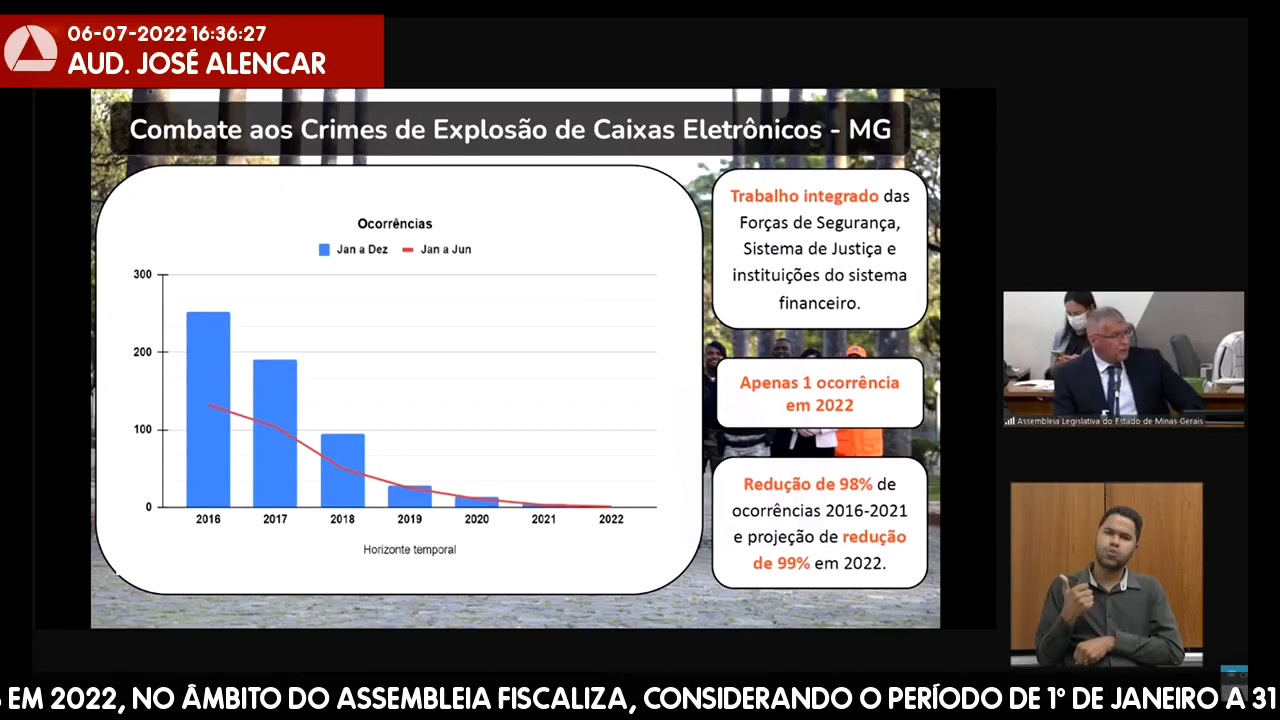 06-07-2022 16:36:27
AUD. JOSÉ ALENCAR
Combate aos Crimes de Explosão de Caixas Eletrônicos - MG
Ocorrências
Jan a Dez
Jan a Jun
300
200
100
0
2016 2017 2018 2019 2020 2021 2022
Horizonte temporal
Trabalho integrado das
Forças de Segurança,
Sistema de Justiça e
instituições do sistema
financeiro.
Apenas 1 ocorrência
em 2022
Redução de 98% de
ocorrências 2016-2021
e projeção de redução
de 99% em 2022.
Assembleia Legislativa do Estado de Minas Gerais
EM 2022, NO ÂMBITO DO ASSEMBLEIA FISCALIZA, CONSIDERANDO O PERÍODO DE 1º DE JANEIRO A 31